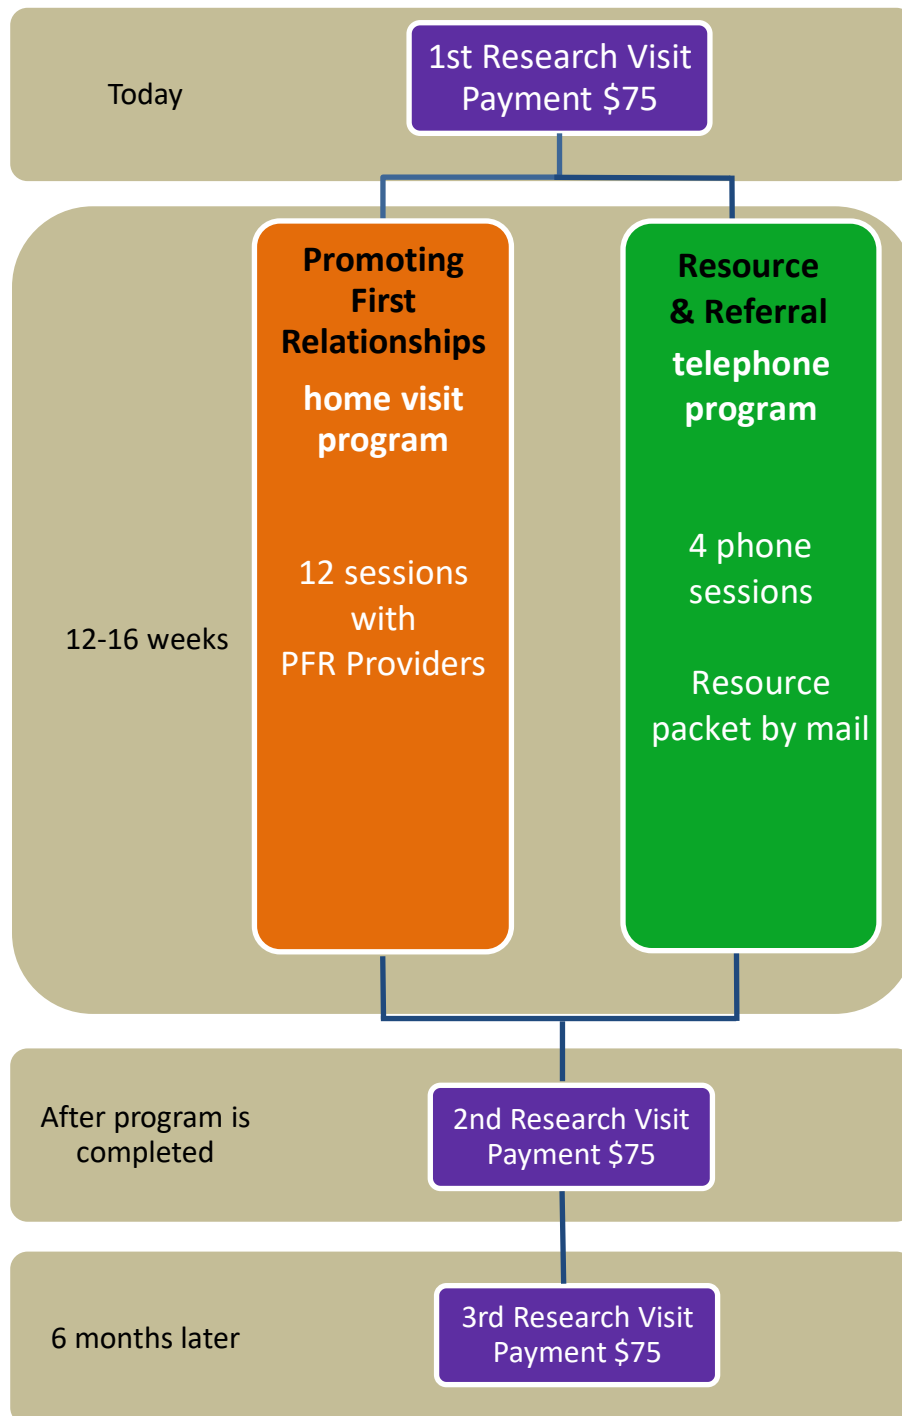 Today
1st Research Visit
Payment $75
Promoting
First
Relationships
home visit
program
12 sessions
with
PFR Providers
Resource
& Referral
telephone
program
4 phone
sessions
Resource
packet by mail
12-16 weeks
After program is
completed
2nd Research Visit
Payment $75
6 months later
3rd Research Visit
Payment $75